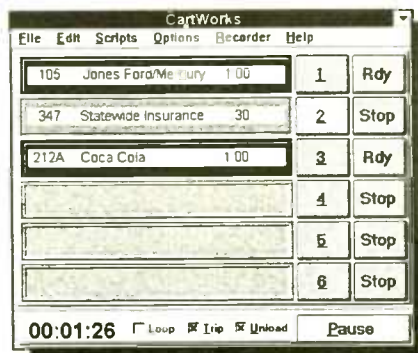 CartWorks
File Edit Scripts Options Recorder Help
105 Jones Ford/Mercury 1:00 1 Rdy
347 Statewide Insurance 30 2 Stop
212A Coca Cola 1:00 3 Rdy
4 Stop
5 Stop
6 Stop
00:01:26 Loop Trip Unload Pause